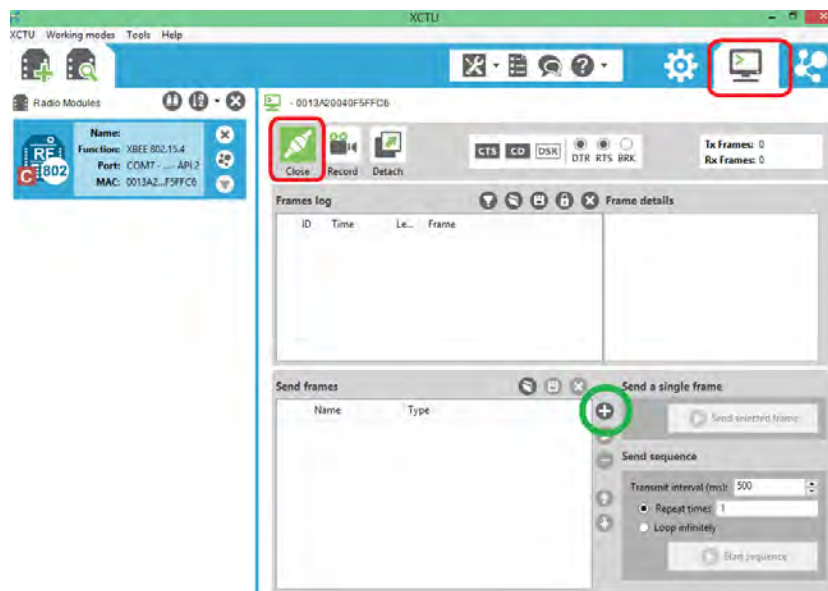 XCTU
XCTU Working modes Tools Help
Radio Modules
- 0013A20040F5FFC6
Name:
Function: XBEE 802.15.4
Port: COM7 - ... API 2
MAC: 0013A2...F5FFC6
RE
C 802
Close Record Detach
CTS CD DSR
DTR RTS BRK
Tx Frames: 0
Rx Frames: 0
Frames log
Frame details
ID Time Le... Frame
Send frames
Name Type
Send a single frame
Send selected frame
Send sequence
Transmit interval (ms): 500
Repeat times 1
Loop infinitely
Start sequence